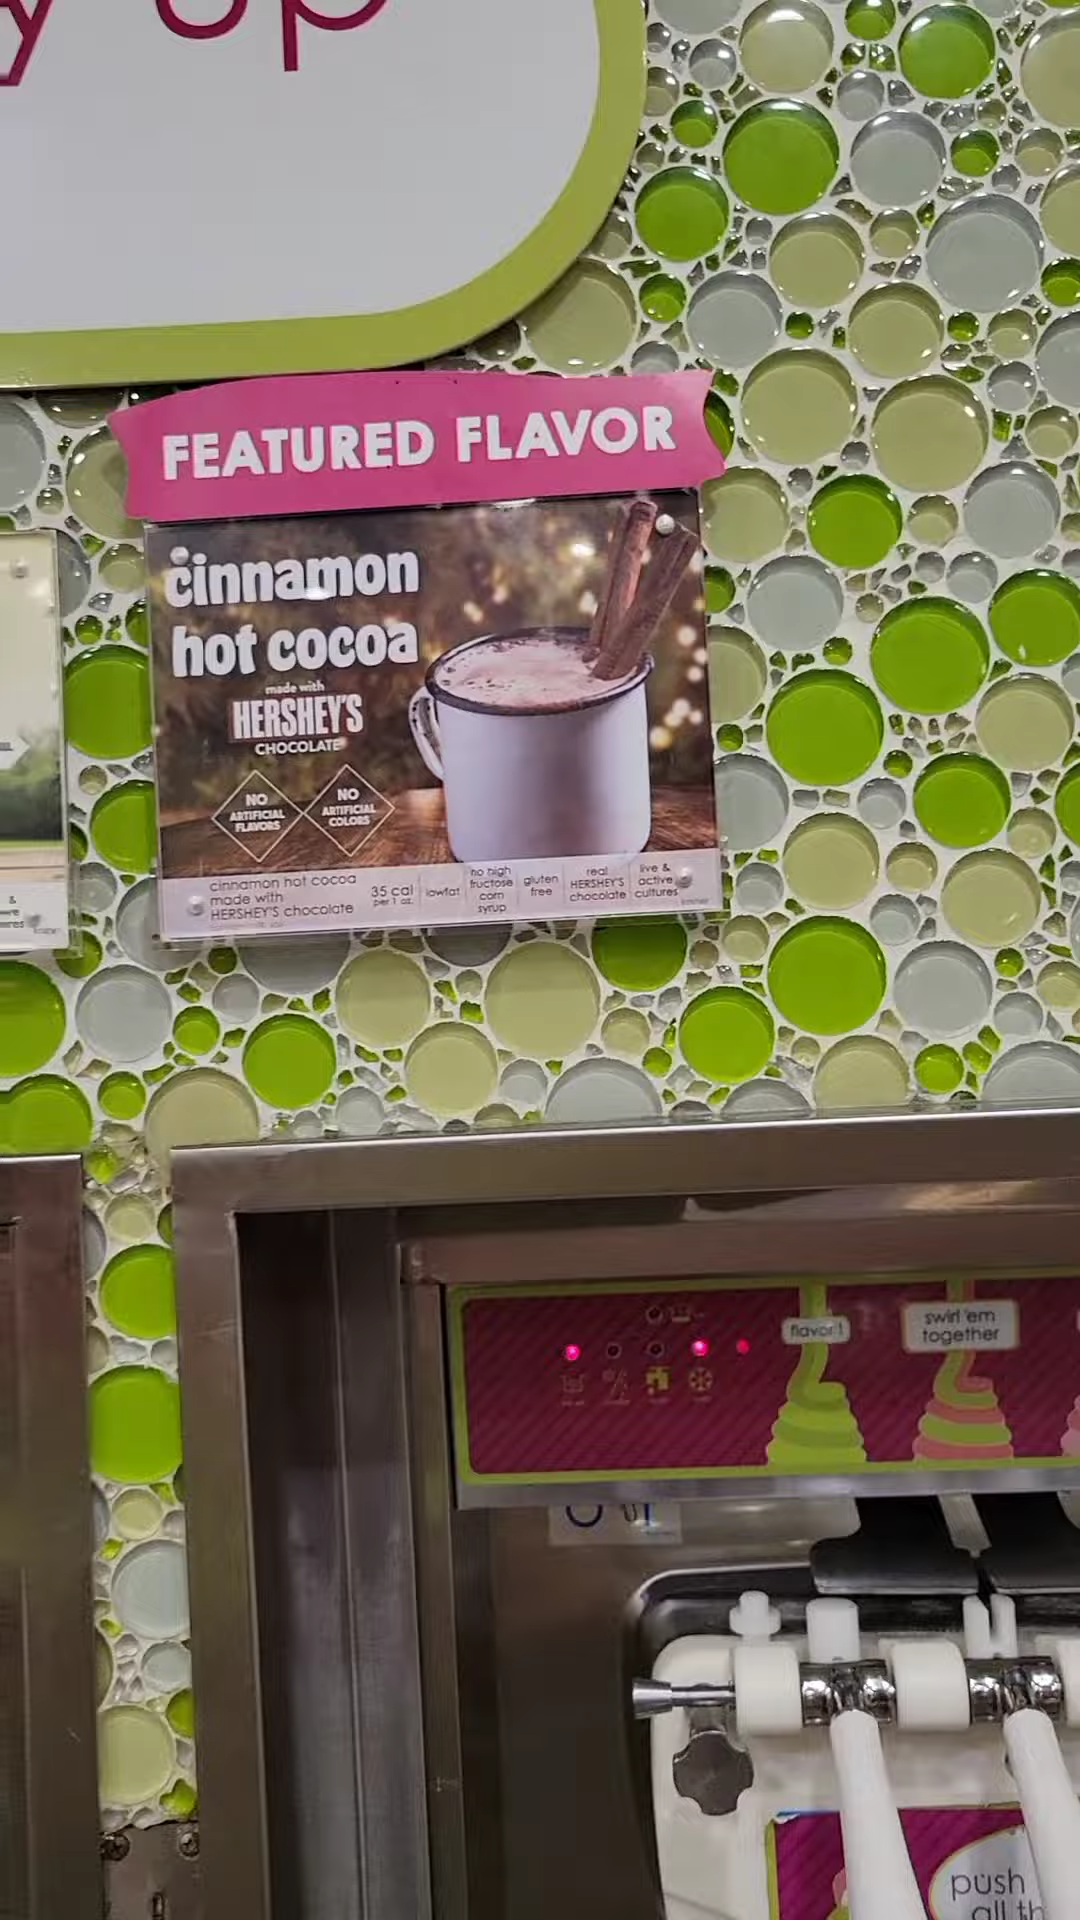 y up
FEATURED FLAVOR
cinnamon
hot cocoa
made with
HERSHEY'S
CHOCOLATE
NO
ARTIFICIAL
FLAVORS
NO
ARTIFICIAL
COLORS
cinnamon hot cocoa
made with
HERSHEY'S chocolate
35 cal
per 1 oz.
lowfat
no high
fructose
corn
syrup
gluten
free
real
HERSHEY'S
chocolate
live &
active
cultures
&
flavor 1
swirl 'em
together
push
all th